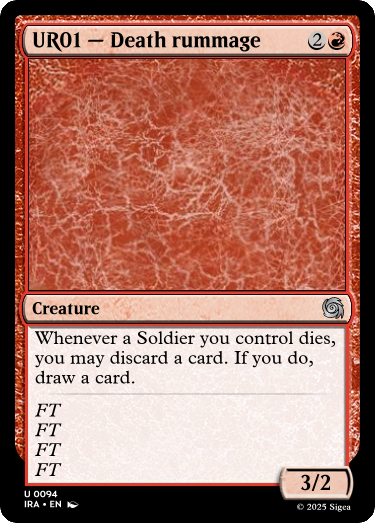 UR01 — Death rummage 2
Creature
Whenever a Soldier you control dies,
you may discard a card. If you do,
draw a card.
FT
FT
FT
FT
3/2
U 0094
IRA • EN
© 2025 Sigea